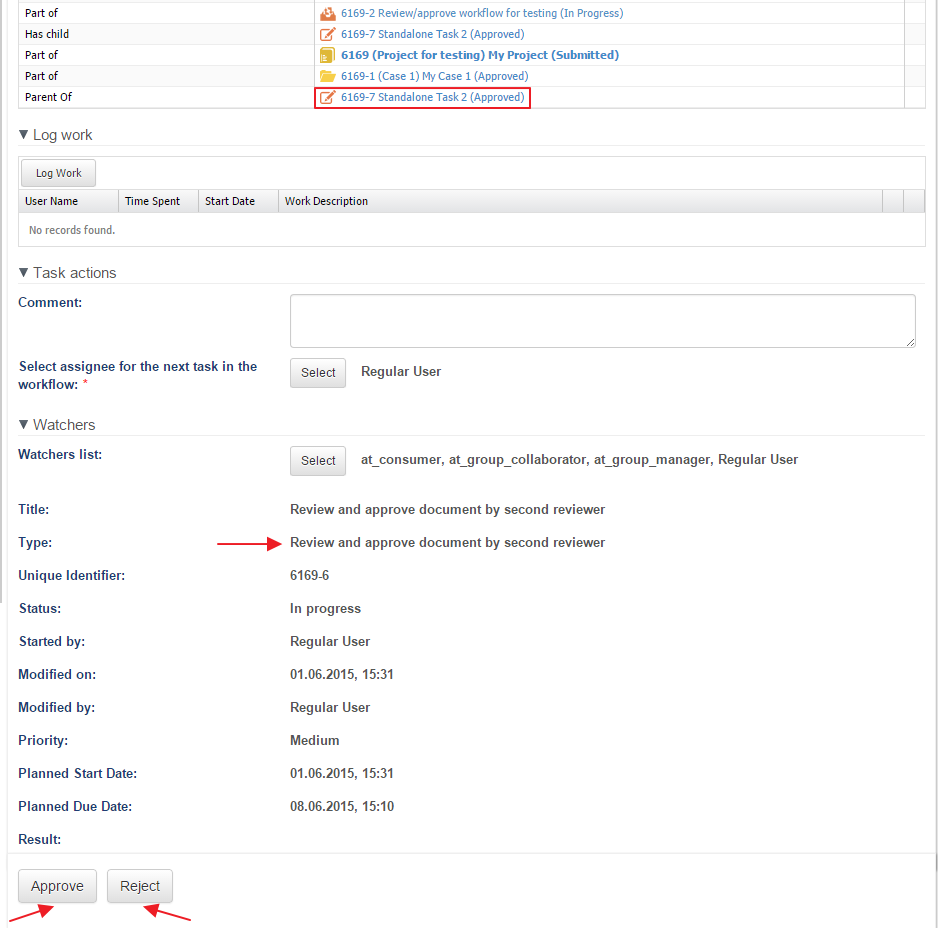 Part of 6169-2 Review/approve workflow for testing (In Progress)
Has child 6169-7 Standalone Task 2 (Approved)
Part of 6169 (Project for testing) My Project (Submitted)
Part of 6169-1 (Case 1) My Case 1 (Approved)
Parent Of 6169-7 Standalone Task 2 (Approved)
Log work
Log Work
User Name Time Spent Start Date Work Description
No records found.
Task actions
Comment:
Select assignee for the next task in the
workflow: * Select Regular User
Watchers
Watchers list: Select at_consumer, at_group_collaborator, at_group_manager, Regular User
Title: Review and approve document by second reviewer
Type: Review and approve document by second reviewer
Unique Identifier: 6169-6
Status: In progress
Started by: Regular User
Modified on: 01.06.2015, 15:31
Modified by: Regular User
Priority: Medium
Planned Start Date: 01.06.2015, 15:31
Planned Due Date: 08.06.2015, 15:10
Result:
Approve Reject